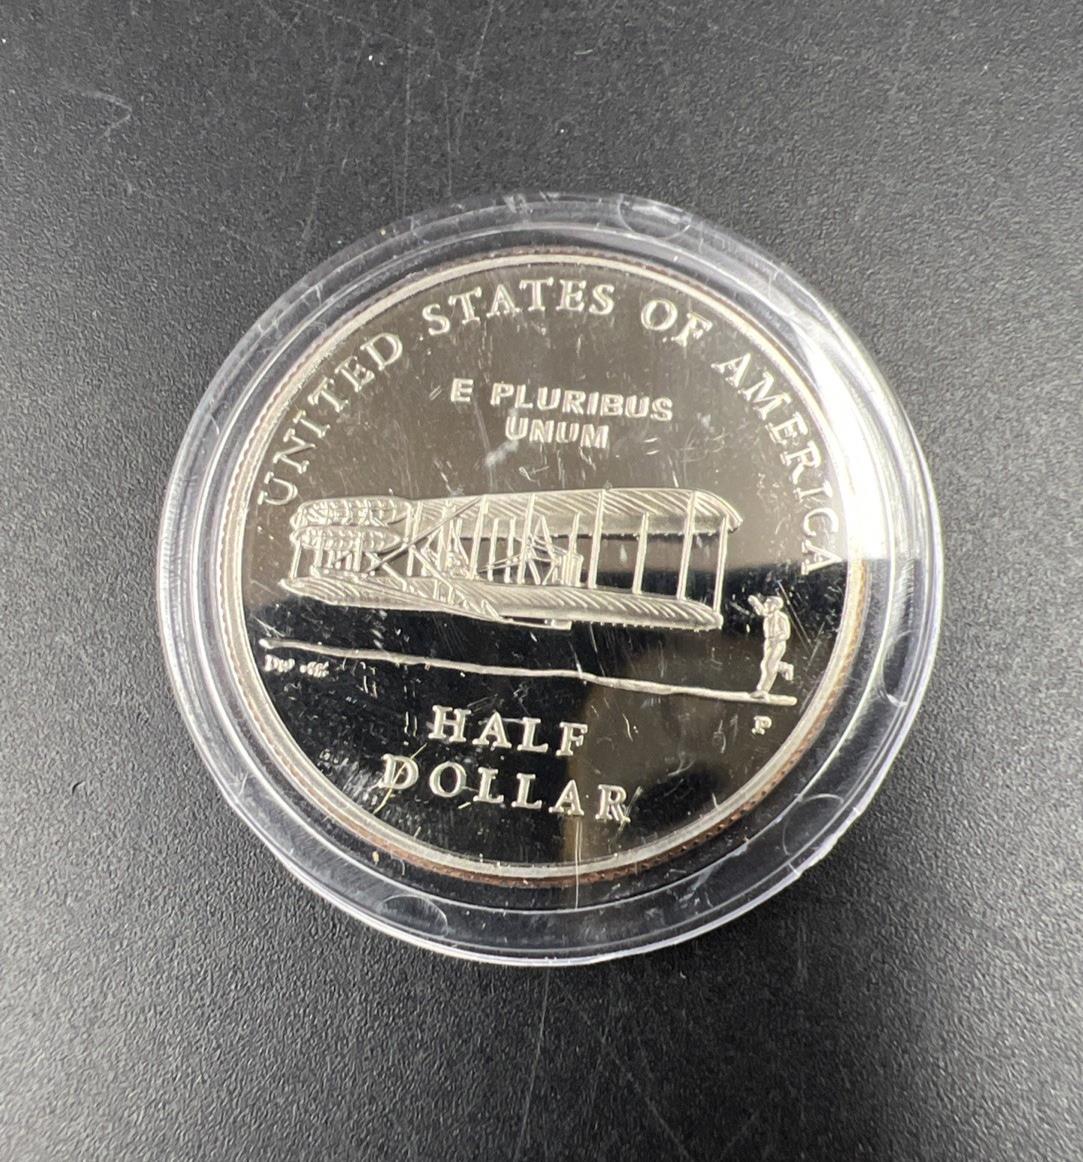 UNITED STATES OF AMERICA
E PLURIBUS
UNUM
P
HALF
DOLLAR